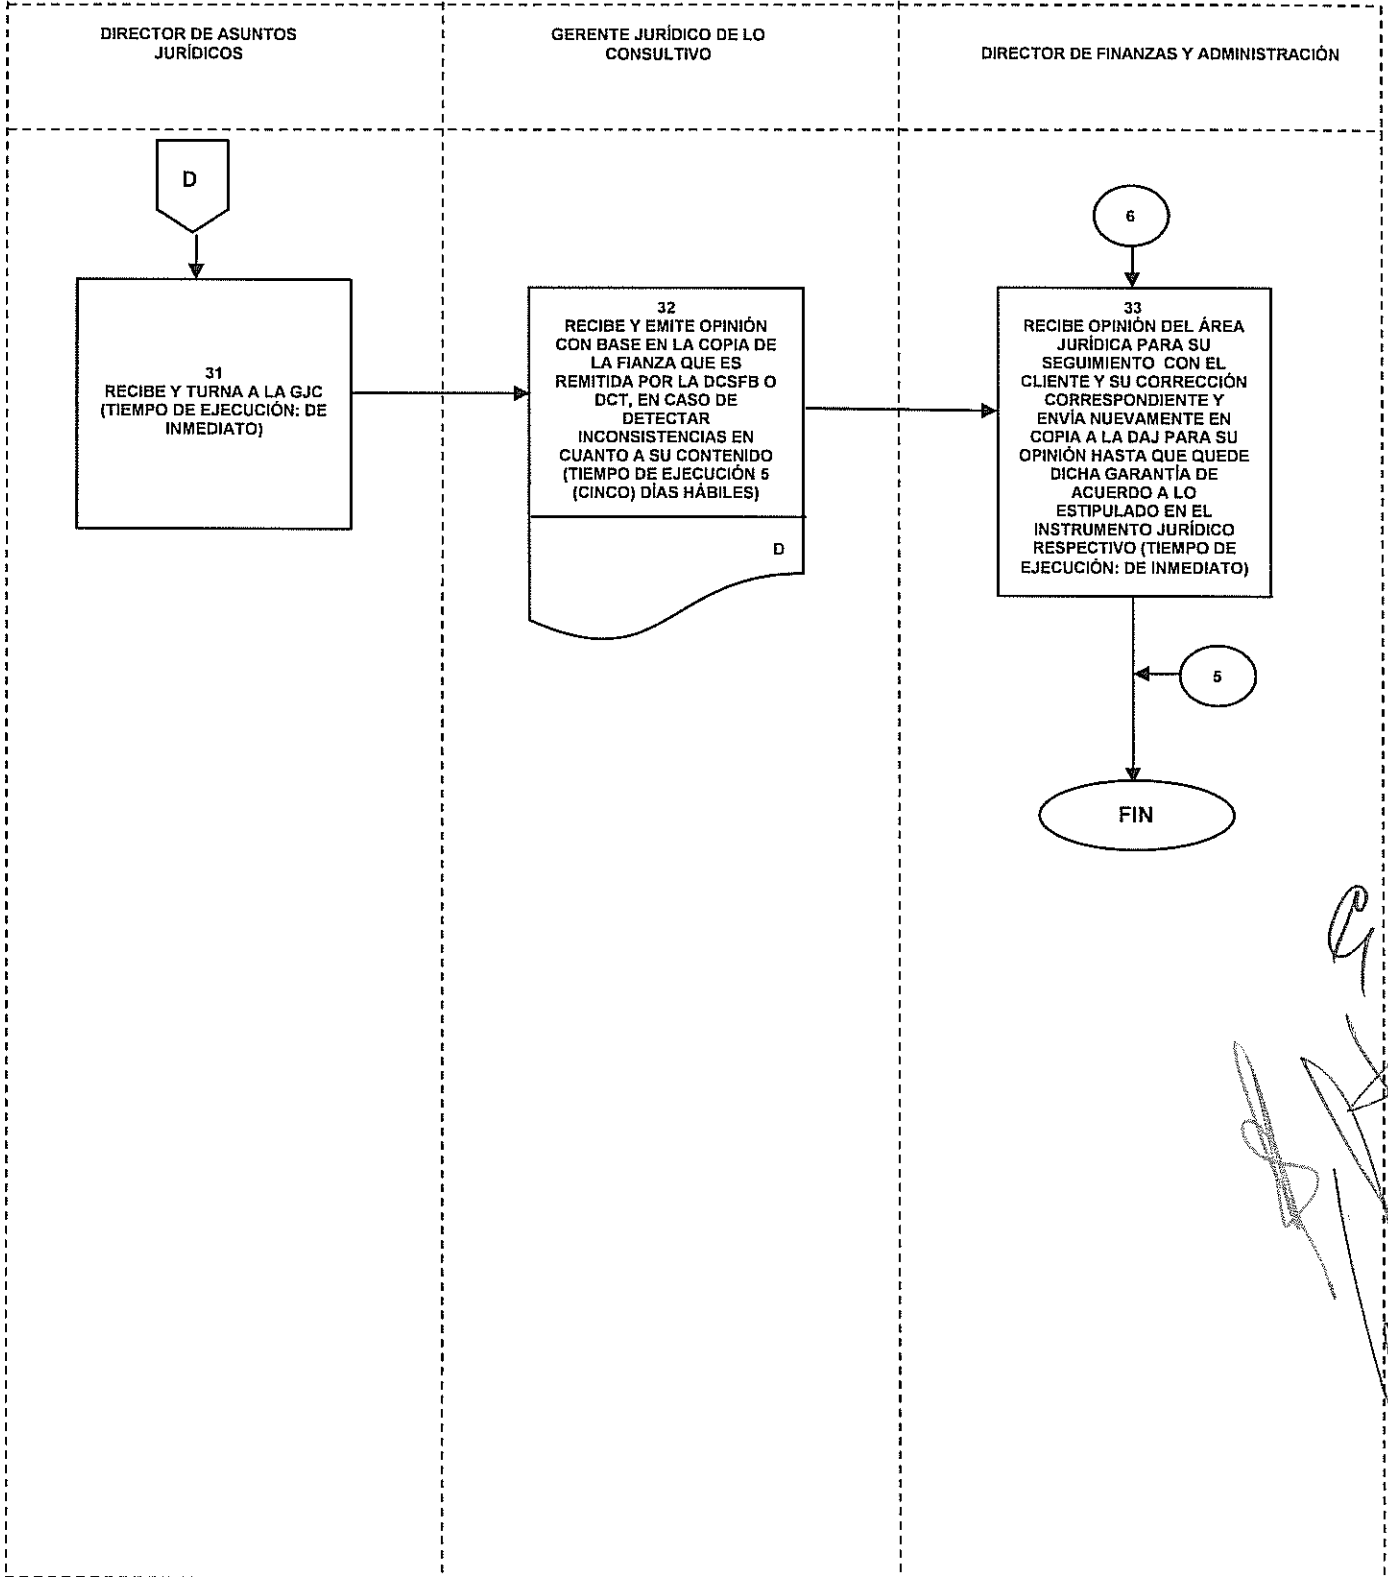 DIRECTOR DE ASUNTOS
JURÍDICOS
GERENTE JURÍDICO DE LO
CONSULTIVO
DIRECTOR DE FINANZAS Y ADMINISTRACIÓN
D
31
RECIBE Y TURNA A LA GJC
(TIEMPO DE EJECUCIÓN: DE
INMEDIATO)
32
RECIBE Y EMITE OPINIÓN
CON BASE EN LA COPIA DE
LA FIANZA QUE ES
REMITIDA POR LA DCSFB O
DCT, EN CASO DE
DETECTAR
INCONSISTENCIAS EN
CUANTO A SU CONTENIDO
(TIEMPO DE EJECUCIÓN 5
(CINCO) DÍAS HÁBILES)
D
6
33
RECIBE OPINIÓN DEL ÁREA
JURÍDICA PARA SU
SEGUIMIENTO CON EL
CLIENTE Y SU CORRECCIÓN
CORRESPONDIENTE Y
ENVÍA NUEVAMENTE EN
COPIA A LA DAJ PARA SU
OPINIÓN HASTA QUE QUEDE
DICHA GARANTÍA DE
ACUERDO A LO
ESTIPULADO EN EL
INSTRUMENTO JURÍDICO
RESPECTIVO (TIEMPO DE
EJECUCIÓN: DE INMEDIATO)
5
FIN